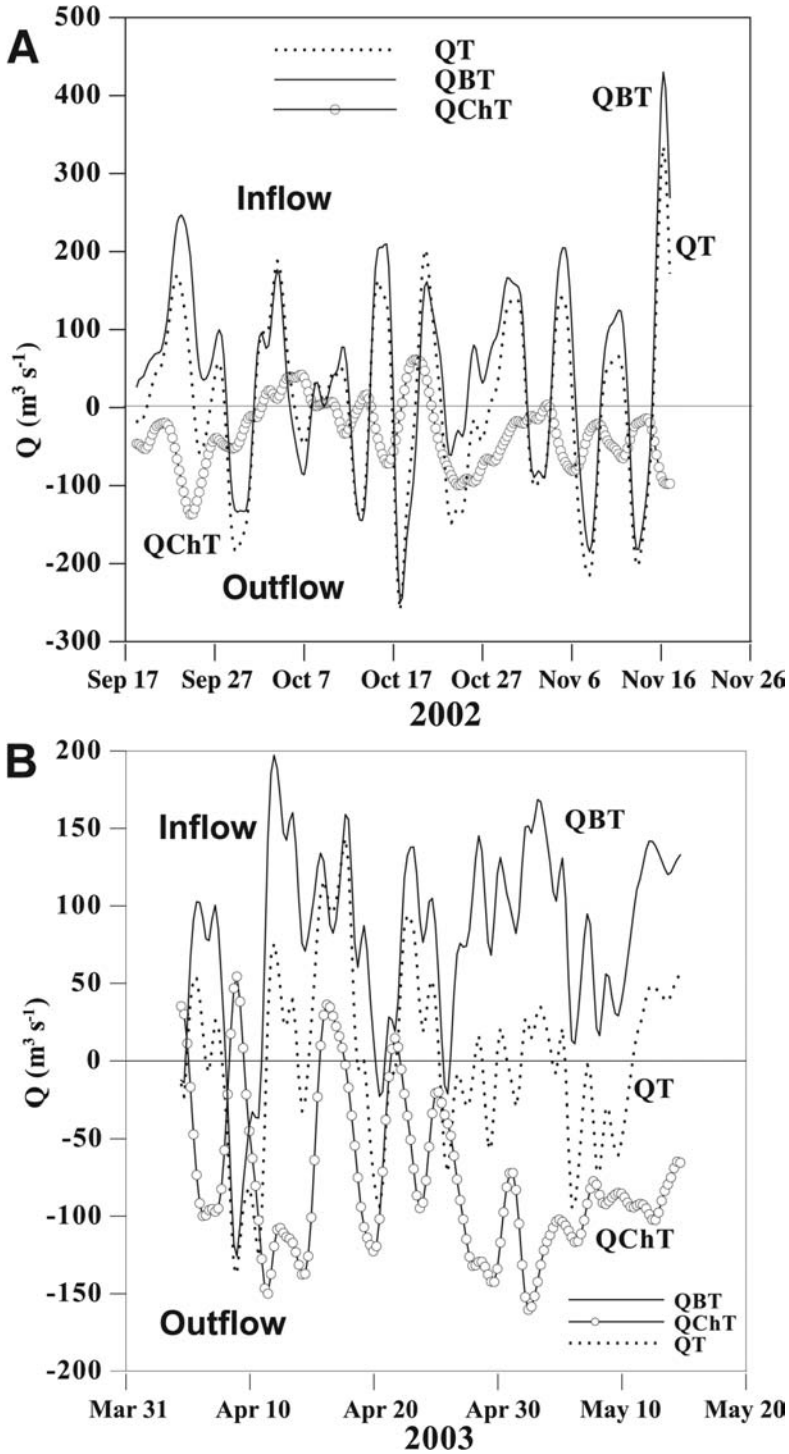 A
500
QT
QBT
QChT
400
QBT
300
Inflow
QT
200
100
0
Q (m³ s⁻¹)
-100
QChT
Outflow
-200
-300
Sep 17 Sep 27 Oct 7 Oct 17 Oct 27 Nov 6 Nov 16 Nov 26
2002
B
200
Inflow
QBT
150
100
50
0
Q (m³ s⁻¹)
QT
-50
-100
QChT
-150
Outflow
QBT
QChT
QT
-200
Mar 31 Apr 10 Apr 20 Apr 30 May 10 May 20
2003